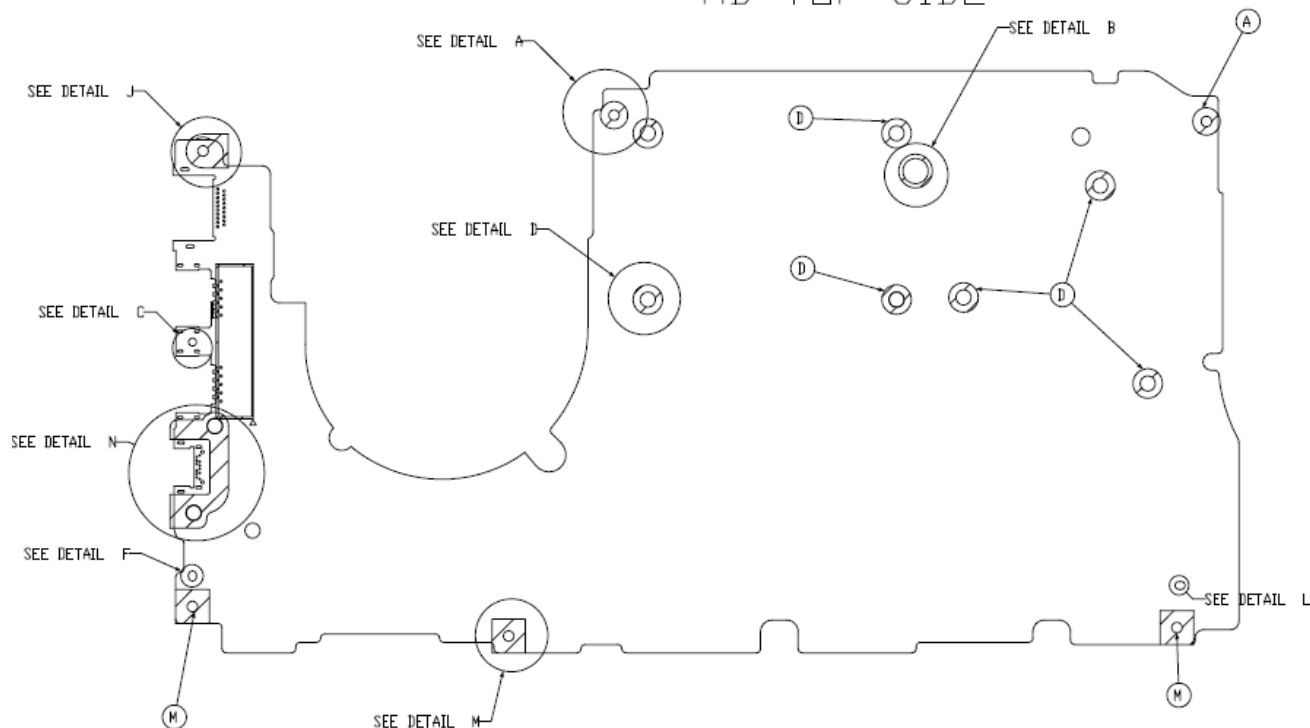 SEE DETAIL B
A
SEE DETAIL A
SEE DETAIL J
D
SEE DETAIL D
D
D
SEE DETAIL C
SEE DETAIL N
SEE DETAIL F
SEE DETAIL L
M
M
SEE DETAIL M